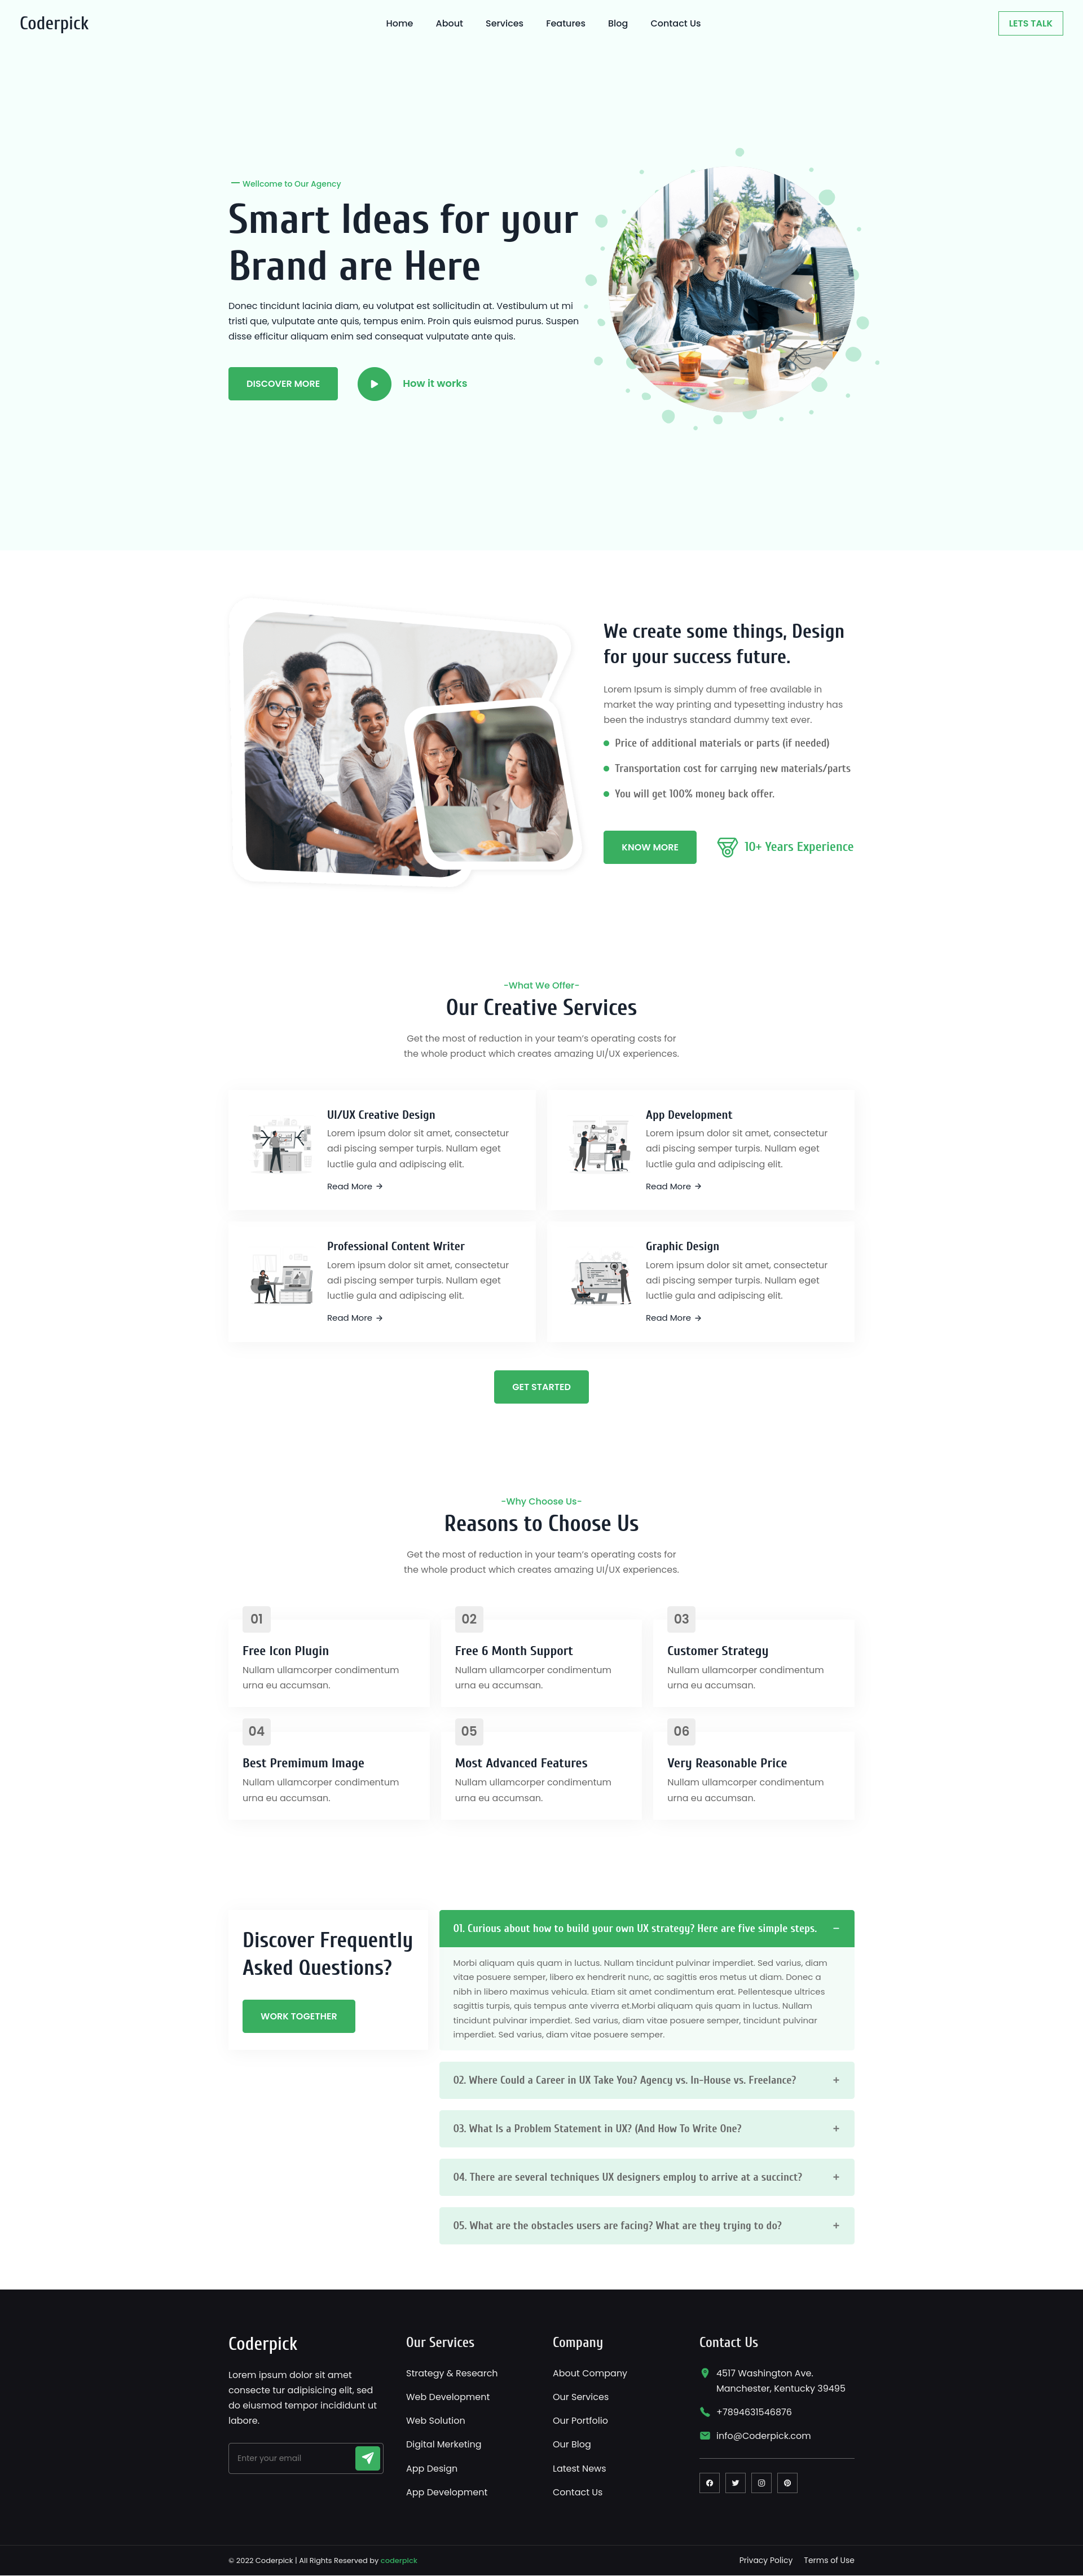 Coderpick
Home About Services Features Blog Contact Us
LETS TALK
Wellcome to Our Agency
Smart Ideas for your
Brand are Here
Donec tincidunt lacinia diam, eu volutpat est sollicitudin at. Vestibulum ut mi
tristi que, vulputate ante quis, tempus enim. Proin quis euismod purus. Suspen
disse efficitur aliquam enim sed consequat vulputate ante quis.
DISCOVER MORE
How it works
We create some things, Design
for your success future.
Lorem Ipsum is simply dumm of free available in
market the way printing and typesetting industry has
been the industrys standard dummy text ever.
Price of additional materials or parts (if needed)
Transportation cost for carrying new materials/parts
You will get 100% money back offer.
KNOW MORE
10+ Years Experience
-What We Offer-
Our Creative Services
Get the most of reduction in your team's operating costs for
the whole product which creates amazing UI/UX experiences.
UI/UX Creative Design
Lorem ipsum dolor sit amet, consectetur
adi piscing semper turpis. Nullam eget
luctlie gula and adipiscing elit.
Read More
App Development
Lorem ipsum dolor sit amet, consectetur
adi piscing semper turpis. Nullam eget
luctlie gula and adipiscing elit.
Read More
Professional Content Writer
Lorem ipsum dolor sit amet, consectetur
adi piscing semper turpis. Nullam eget
luctlie gula and adipiscing elit.
Read More
Graphic Design
Lorem ipsum dolor sit amet, consectetur
adi piscing semper turpis. Nullam eget
luctlie gula and adipiscing elit.
Read More
GET STARTED
-Why Choose Us-
Reasons to Choose Us
Get the most of reduction in your team's operating costs for
the whole product which creates amazing UI/UX experiences.
01
Free Icon Plugin
Nullam ullamcorper condimentum
urna eu accumsan.
02
Free 6 Month Support
Nullam ullamcorper condimentum
urna eu accumsan.
03
Customer Strategy
Nullam ullamcorper condimentum
urna eu accumsan.
04
Best Premimum Image
Nullam ullamcorper condimentum
urna eu accumsan.
05
Most Advanced Features
Nullam ullamcorper condimentum
urna eu accumsan.
06
Very Reasonable Price
Nullam ullamcorper condimentum
urna eu accumsan.
Discover Frequently
Asked Questions?
WORK TOGETHER
01. Curious about how to build your own UX strategy? Here are five simple steps.
Morbi aliquam quis quam in luctus. Nullam tincidunt pulvinar imperdiet. Sed varius, diam
vitae posuere semper, libero ex hendrerit nunc, ac sagittis eros metus ut diam. Donec a
nibh in libero maximus vehicula. Etiam sit amet condimentum erat. Pellentesque ultrices
sagittis turpis, quis tempus ante viverra et.Morbi aliquam quis quam in luctus. Nullam
tincidunt pulvinar imperdiet. Sed varius, diam vitae posuere semper, tincidunt pulvinar
imperdiet. Sed varius, diam vitae posuere semper.
02. Where Could a Career in UX Take You? Agency vs. In-House vs. Freelance?
03. What Is a Problem Statement in UX? (And How To Write One?
04. There are several techniques UX designers employ to arrive at a succinct?
05. What are the obstacles users are facing? What are they trying to do?
Coderpick
Lorem ipsum dolor sit amet
consecte tur adipisicing elit, sed
do eiusmod tempor incididunt ut
labore.
Enter your email
Our Services
Strategy & Research
Web Development
Web Solution
Digital Merketing
App Design
App Development
Company
About Company
Our Services
Our Portfolio
Our Blog
Latest News
Contact Us
Contact Us
4517 Washington Ave.
Manchester, Kentucky 39495
+7894631546876
info@Coderpick.com
© 2022 Coderpick | All Rights Reserved by coderpick
Privacy Policy Terms of Use